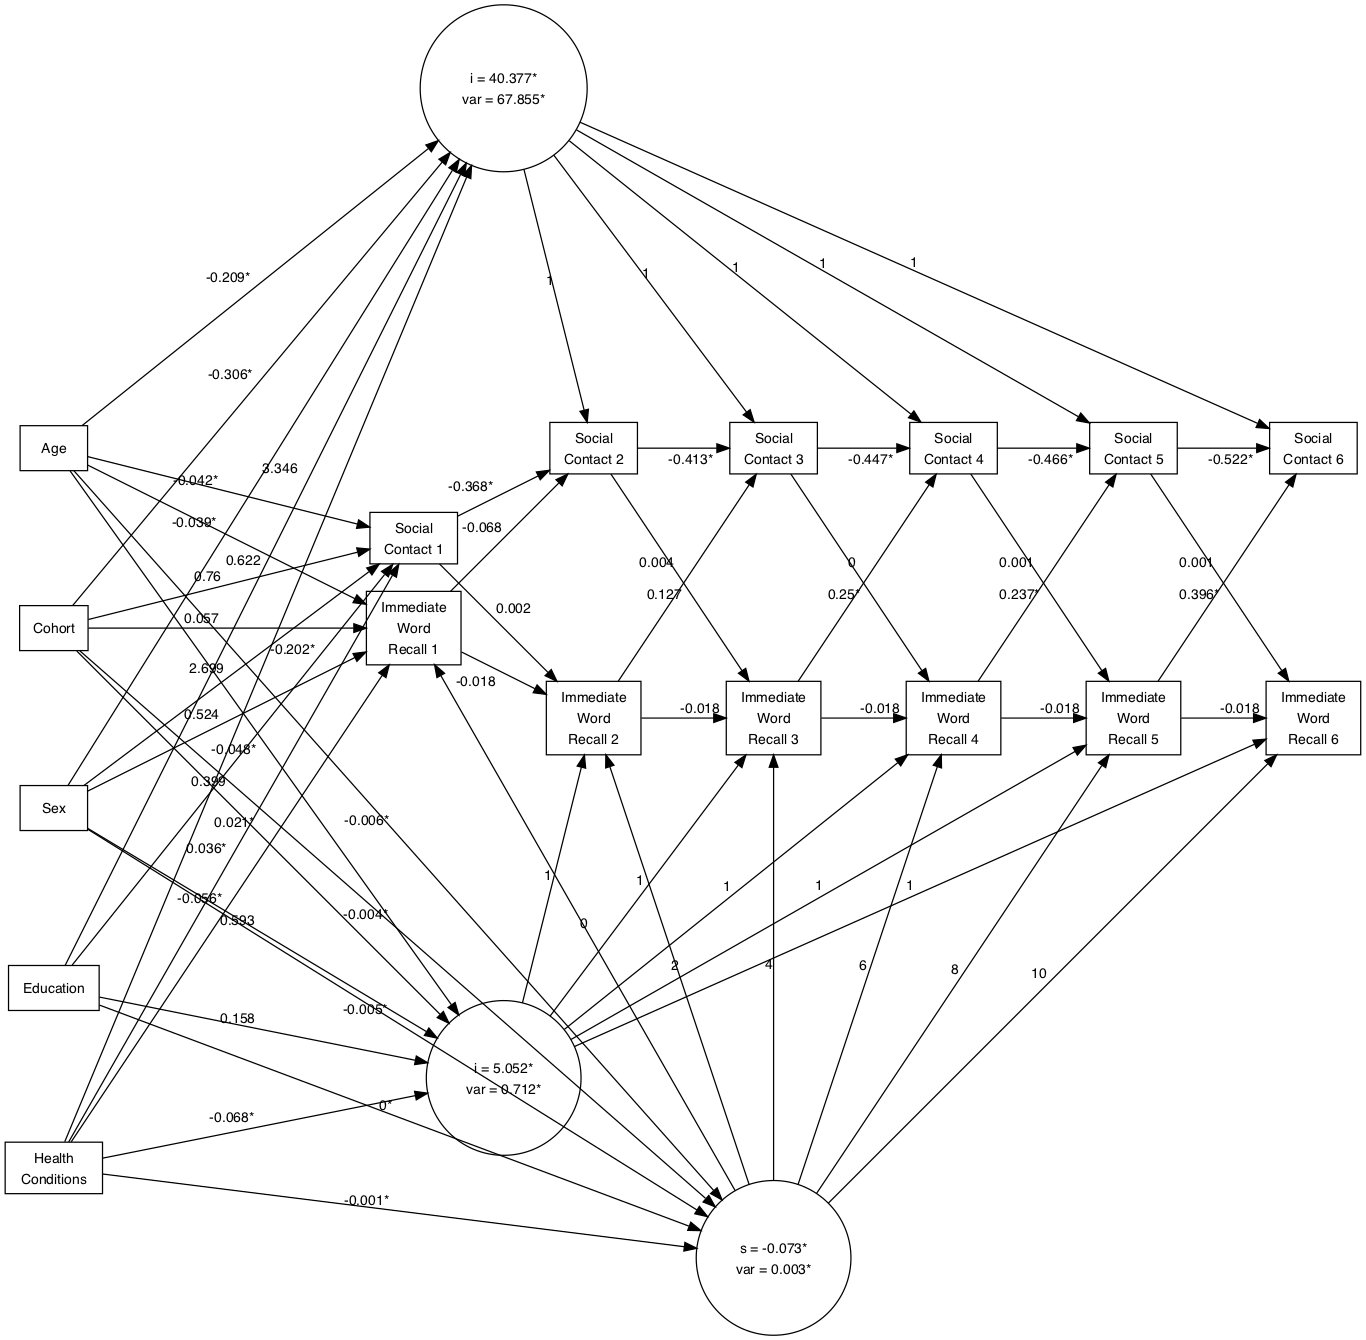 i = 40.377*
var = 67.855*
-0.209*
1
1
1
1
1
-0.306*
Age
Social
Contact 2
-0.413*
Social
Contact 3
-0.447*
Social
Contact 4
-0.466*
Social
Contact 5
-0.522*
Social
Contact 6
3.346
-0.042*
-0.368*
-0.039*
-0.068
Social
Contact 1
0.622
0.76
0.004
0
0.001
0.001
0.127
0.25*
0.237*
0.396*
Cohort
0.057
Immediate
Word
Recall 1
0.002
-0.202*
2.699
-0.018
0.524
Immediate
Word
Recall 2
-0.018
Immediate
Word
Recall 3
-0.018
Immediate
Word
Recall 4
-0.018
Immediate
Word
Recall 5
-0.018
Immediate
Word
Recall 6
-0.048*
0.399
Sex
0.021*
-0.006*
0.036*
-0.056*
0.593
-0.004*
1
1
1
1
1
0
2
4
6
8
10
Education
0.158
-0.005*
i = 5.052*
var = 0.712*
-0.068*
0*
Health
Conditions
-0.001*
s = -0.073*
var = 0.003*